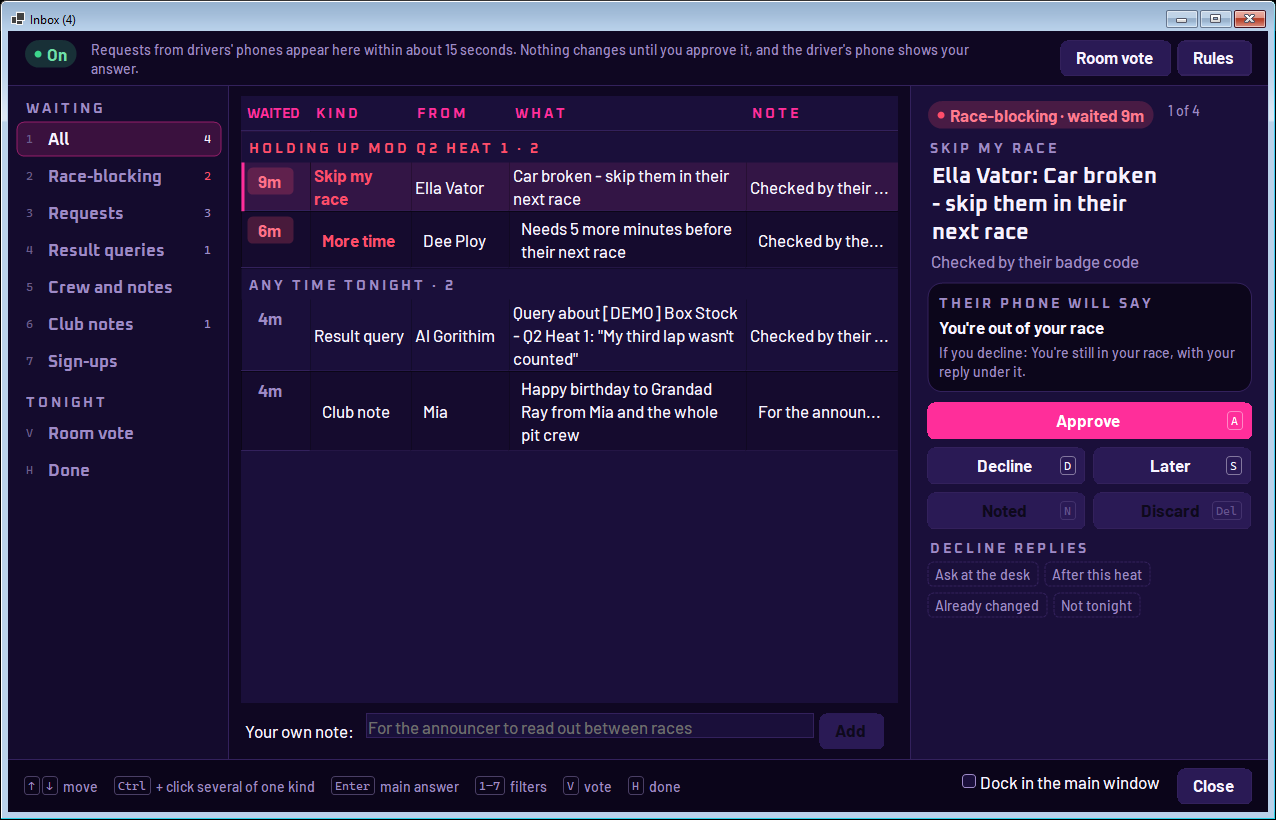 Inbox (4)
On
Requests from drivers' phones appear here within about 15 seconds. Nothing changes until you approve it, and the driver's phone shows your
answer.
Room vote
Rules
WAITING
1 All 4
2 Race-blocking 2
3 Requests 3
4 Result queries 1
5 Crew and notes
6 Club notes 1
7 Sign-ups
TONIGHT
V Room vote
H Done
WAITED KIND FROM WHAT NOTE
HOLDING UP MOD Q2 HEAT 1 · 2
9m
Skip my
race
Ella Vator
Car broken - skip them in their
next race
Checked by their ...
6m
More time
Dee Ploy
Needs 5 more minutes before
their next race
Checked by the...
ANY TIME TONIGHT · 2
4m
Result query
Al Gorithim
Query about [DEMO] Box Stock
- Q2 Heat 1: "My third lap wasn't
counted"
Checked by their ...
4m
Club note
Mia
Happy birthday to Grandad
Ray from Mia and the whole
pit crew
For the announ...
Your own note:
For the announcer to read out between races
Add
Race-blocking · waited 9m
1 of 4
SKIP MY RACE
Ella Vator: Car broken
- skip them in their
next race
Checked by their badge code
THEIR PHONE WILL SAY
You're out of your race
If you decline: You're still in your race, with your
reply under it.
Approve A
Decline D
Later S
Noted N
Discard Del
DECLINE REPLIES
Ask at the desk
After this heat
Already changed
Not tonight
↑ ↓ move
Ctrl + click several of one kind
Enter main answer
1–7 filters
V vote
H done
Dock in the main window
Close